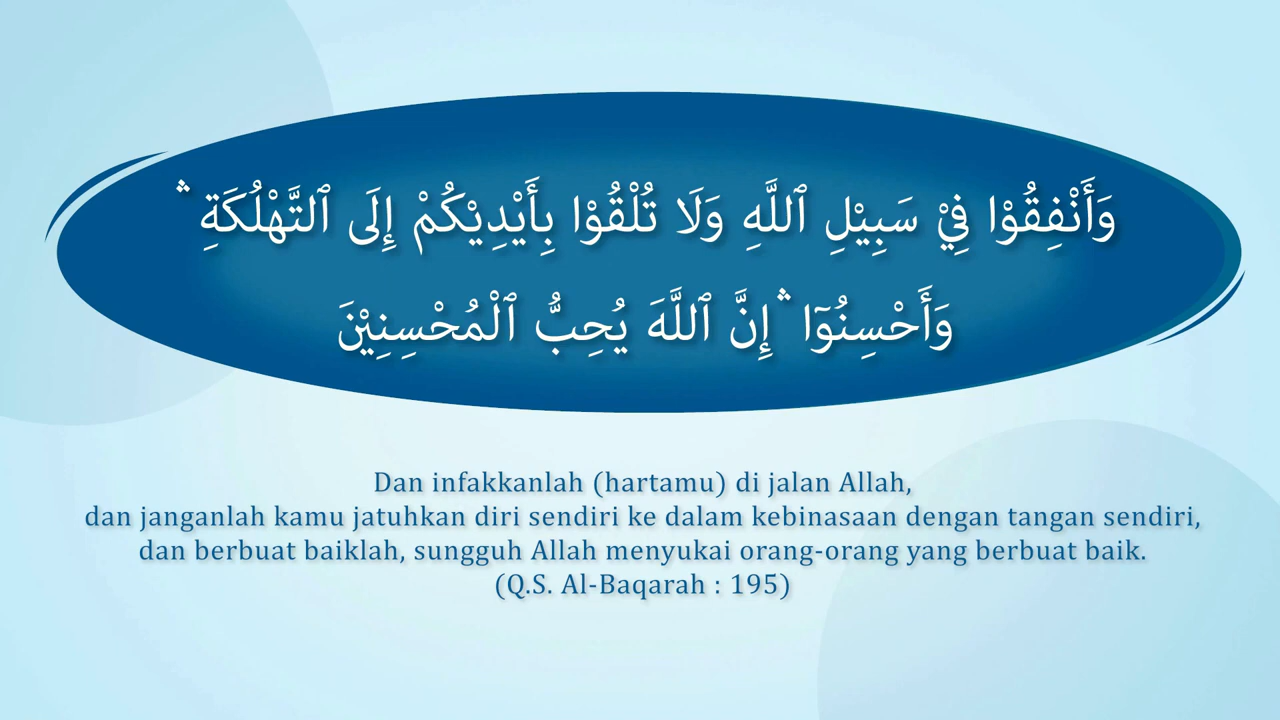 وَأَنْفِقُوْا فِيْ سَبِيْلِ ٱللَّهِ وَلَا تُلْقُوْا بِأَيْدِيْكُمْ إِلَى ٱلتَّهْلُكَةِ ۛ
وَأَحْسِنُوٓا ۛ إِنَّ ٱللَّهَ يُحِبُّ ٱلْمُحْسِنِيْنَ
Dan infakkanlah (hartamu) di jalan Allah,
dan janganlah kamu jatuhkan diri sendiri ke dalam kebinasaan dengan tangan sendiri,
dan berbuat baiklah, sungguh Allah menyukai orang-orang yang berbuat baik.
(Q.S. Al-Baqarah : 195)